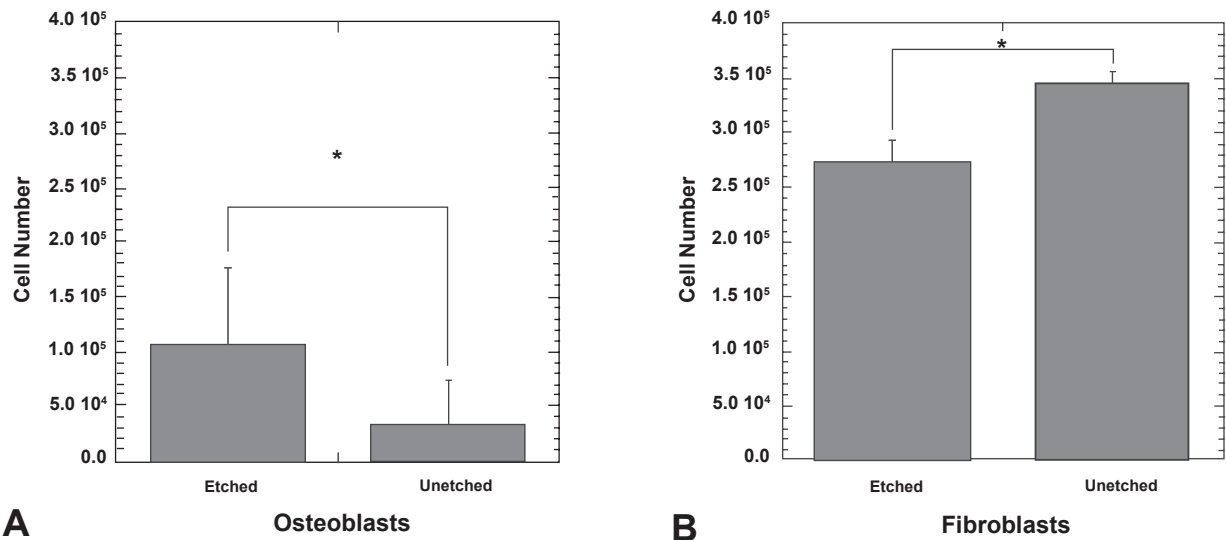 4.0 10⁵
3.5 10⁵
3.0 10⁵
2.5 10⁵
2.0 10⁵
1.5 10⁵
1.0 10⁵
5.0 10⁴
0.0
Cell Number
*
Etched
Unetched
Osteoblasts
A
4.0 10⁵
3.5 10⁵
3.0 10⁵
2.5 10⁵
2.0 10⁵
1.5 10⁵
1.0 10⁵
5.0 10⁴
0.0
Cell Number
*
Etched
Unetched
Fibroblasts
B